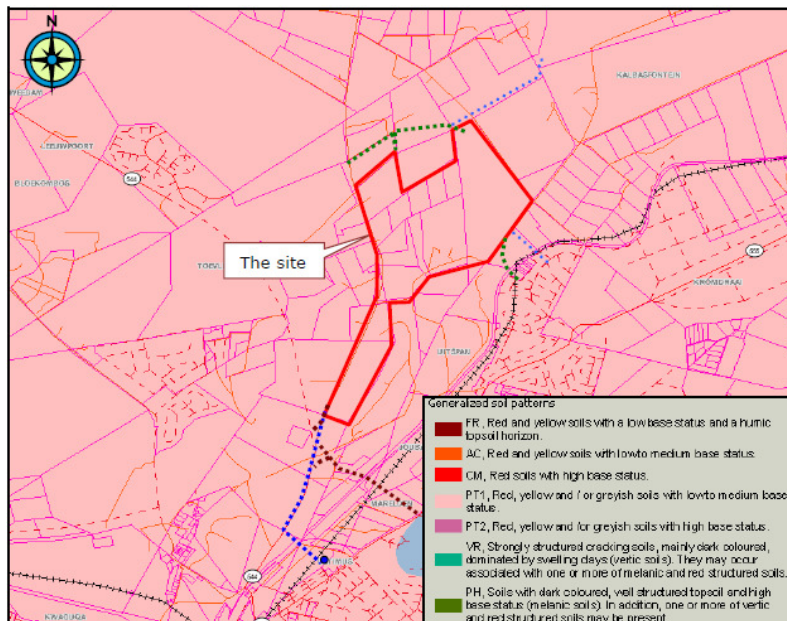 N
KALBASFONTEIN
LEEUWPOORT
544
BLOEKOMBOS
555
The site
KROMDRAAI
UITSPAN
Generalized soil patterns
FR, Red and yellow soils with a low base status and a humic
topsoil horizon.
AC, Red and yellow soils with low to medium base status.
CM, Red soils with high base status.
PT1, Red, yellow and / or greyish soils with low to medium base
status.
PT2, Red, yellow and /or greyish soils with high base status.
VR, Strongly structured cracking soils, mainly dark coloured,
dominated by swelling clays (vertic soils). They may occur
associated with one or more of melanic and red structured soils.
PH, Soils with dark coloured, well structured topsoil and high
base status (melanic soils). In addition, one or more of vertic
and red structured soils may be present.
544
KWAGUGA